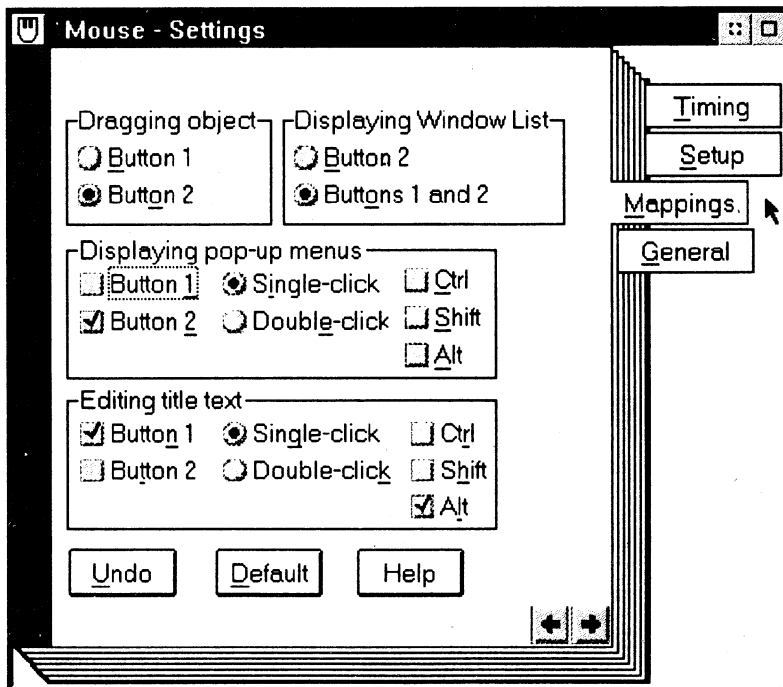 Mouse - Settings
Timing
Setup
Mappings
General
Dragging object
Button 1
Button 2
Displaying Window List
Button 2
Buttons 1 and 2
Displaying pop-up menus
Button 1
Single-click
Ctrl
Button 2
Double-click
Shift
Alt
Editing title text
Button 1
Single-click
Ctrl
Button 2
Double-click
Shift
Alt
Undo
Default
Help